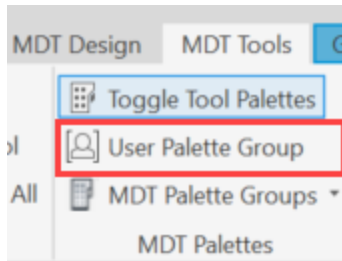 MDT Design MDT Tools
Toggle Tool Palettes
User Palette Group
All MDT Palette Groups
MDT Palettes